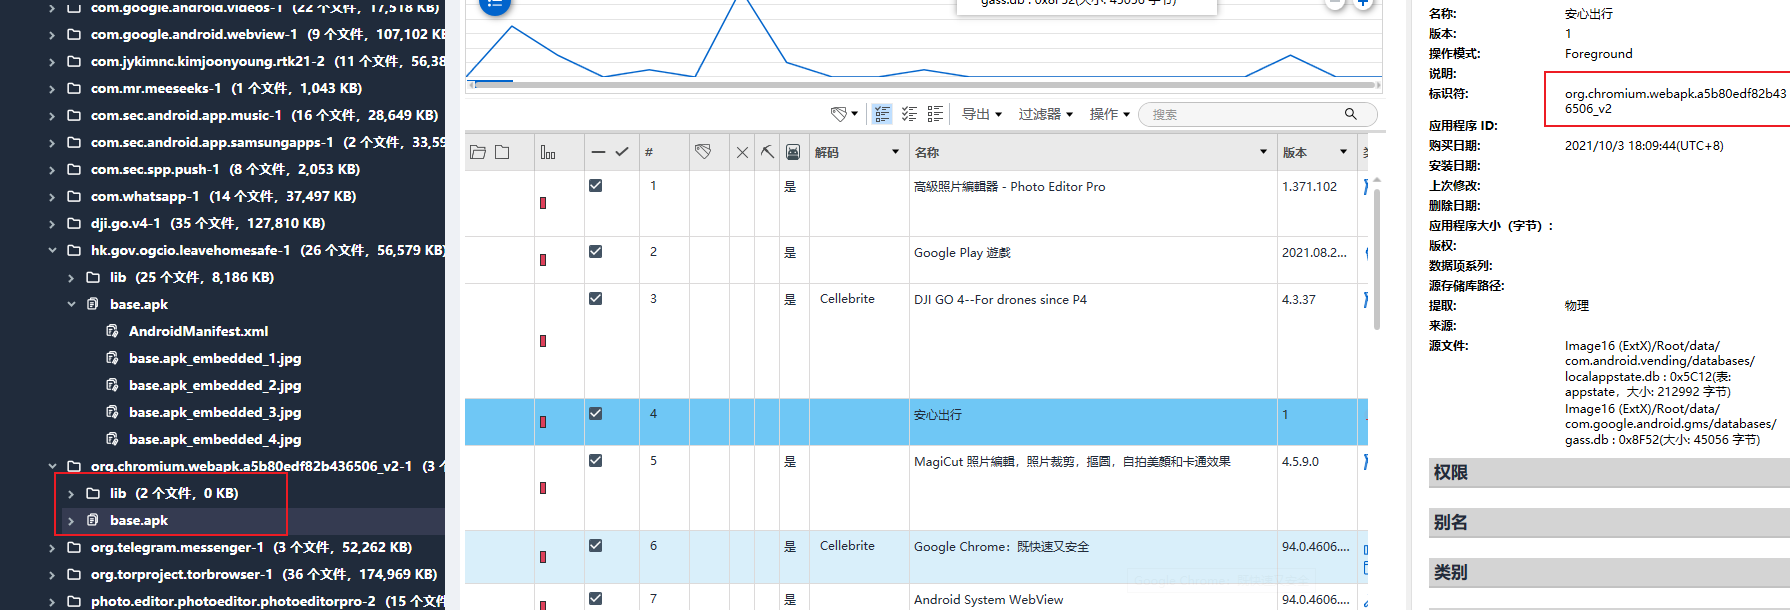 com.google.android.videos-1 (22 个文件, 17,518 KB)
com.google.android.webview-1 (9 个文件, 107,102 KB
com.jykimnc.kimjoonyoung.rtk21-2 (11 个文件, 56,38
com.mr.meeseeks-1 (1 个文件, 1,043 KB)
com.sec.android.app.music-1 (16 个文件, 28,649 KB)
com.sec.android.app.samsungapps-1 (2 个文件, 33,59
com.sec.spp.push-1 (8 个文件, 2,053 KB)
com.whatsapp-1 (14 个文件, 37,497 KB)
dji.go.v4-1 (35 个文件, 127,810 KB)
hk.gov.ogcio.leavehomesafe-1 (26 个文件, 56,579 KB)
lib (25 个文件, 8,186 KB)
base.apk
AndroidManifest.xml
base.apk_embedded_1.jpg
base.apk_embedded_2.jpg
base.apk_embedded_3.jpg
base.apk_embedded_4.jpg
org.chromium.webapk.a5b80edf82b436506_v2-1 (3 个
lib (2 个文件, 0 KB)
base.apk
org.telegram.messenger-1 (3 个文件, 52,262 KB)
org.torproject.torbrowser-1 (36 个文件, 174,969 KB)
photo.editor.photoeditor.photoeditorpro-2 (15 个文件
gass.db : 0x8F52(大小: 45056 字节)
导出 过滤器 操作 搜索
# 解码 名称 版本
1 是 高級照片編輯器 - Photo Editor Pro 1.371.102
2 是 Google Play 遊戲 2021.08.2...
3 是 Cellebrite DJI GO 4--For drones since P4 4.3.37
4 安心出行 1
5 是 MagiCut 照片編輯，照片裁剪，摳圖，自拍美顏和卡通效果 4.5.9.0
6 是 Cellebrite Google Chrome：既快速又安全 94.0.4606....
7 是 Android System WebView 94.0.4606....
名称: 安心出行
版本: 1
操作模式: Foreground
说明:
标识符: org.chromium.webapk.a5b80edf82b43
6506_v2
应用程序 ID:
购买日期: 2021/10/3 18:09:44(UTC+8)
安装日期:
上次修改:
删除日期:
应用程序大小（字节）:
版权:
数据项系列:
源存储库路径:
提取: 物理
来源:
源文件: Image16 (ExtX)/Root/data/
com.android.vending/databases/
localappstate.db : 0x5C12(表:
appstate，大小: 212992 字节)
Image16 (ExtX)/Root/data/
com.google.android.gms/databases/
gass.db : 0x8F52(大小: 45056 字节)
权限
别名
类别